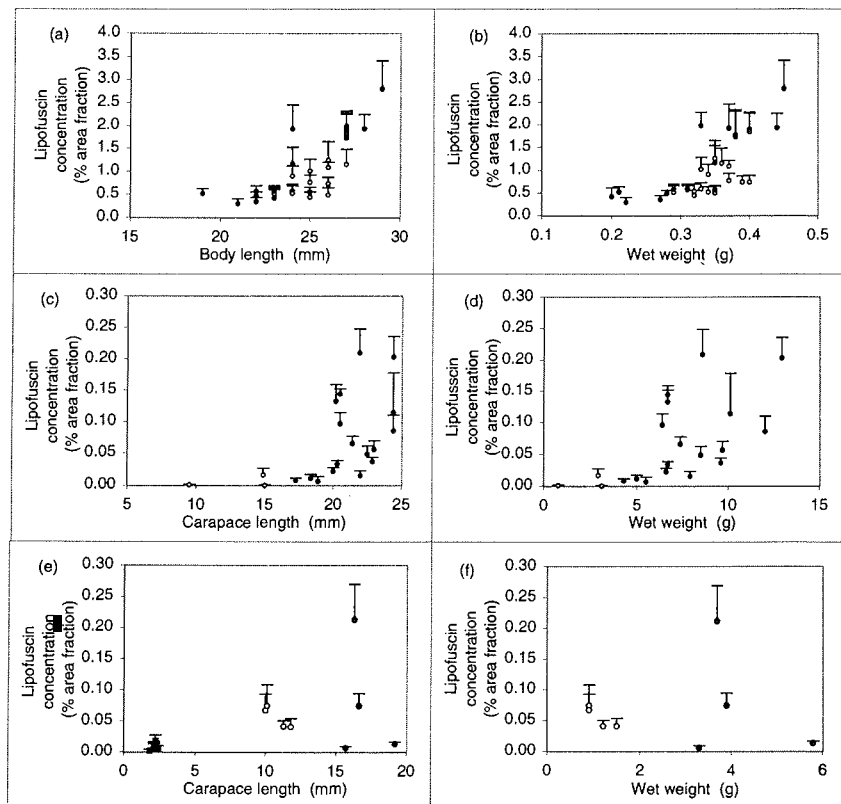 (a)
Lipofuscin
concentration
(% area fraction)
4.0
3.5
3.0
2.5
2.0
1.5
1.0
0.5
0.0
15 20 25 30
Body length (mm)
(b)
Lipofuscin
concentration
(% area fraction)
4.0
3.5
3.0
2.5
2.0
1.5
1.0
0.5
0.0
0.1 0.2 0.3 0.4 0.5
Wet weight (g)
(c)
Lipofuscin
concentration
(% area fraction)
0.30
0.25
0.20
0.15
0.10
0.05
0.00
5 10 15 20 25
Carapace length (mm)
(d)
Lipofusscin
concentration
(% area fraction)
0.30
0.25
0.20
0.15
0.10
0.05
0.00
0 5 10 15
Wet weight (g)
(e)
Lipofuscin
concentration
(% area fraction)
0.30
0.25
0.20
0.15
0.10
0.05
0.00
0 5 10 15 20
Carapace length (mm)
(f)
Lipofuscin
concentration
(% area fraction)
0.30
0.25
0.20
0.15
0.10
0.05
0.00
0 2 4 6
Wet weight (g)